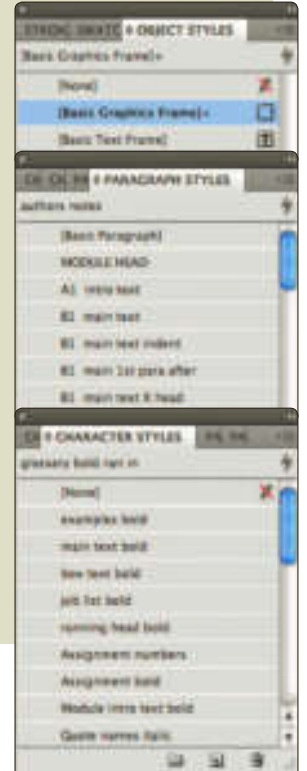 STROKE SWATC OBJECT STYLES
[Basic Graphics Frame]+
[None]
[Basic Graphics Frame]+
[Basic Text Frame]
PARAGRAPH STYLES
authors notes
[Basic Paragraph]
MODULE HEAD
A1 intro text
B1 main text
B1 main text indent
B1 main 1st para after
B1 main text X head
CHARACTER STYLES
glossary bold ran in
[None]
examples bold
main text bold
box text bold
job list bold
running head bold
Assignment numbers
Assignment bold
Module intro text bold
Quote names italic